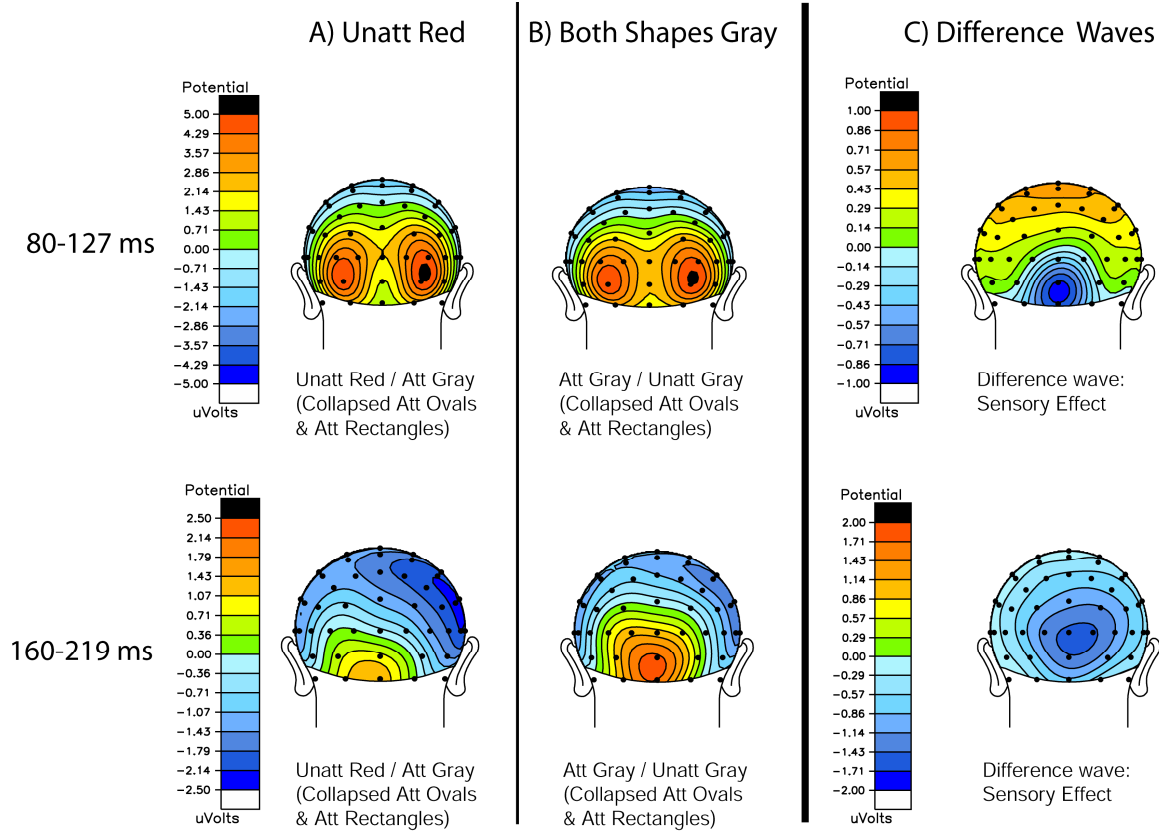 A) Unatt Red
B) Both Shapes Gray
C) Difference Waves
80-127 ms
Potential
5.00
4.29
3.57
2.86
2.14
1.43
0.71
0.00
-0.71
-1.43
-2.14
-2.86
-3.57
-4.29
-5.00
uVolts
Unatt Red / Att Gray
(Collapsed Att Ovals
& Att Rectangles)
Att Gray / Unatt Gray
(Collapsed Att Ovals
& Att Rectangles)
Potential
1.00
0.86
0.71
0.57
0.43
0.29
0.14
0.00
-0.14
-0.29
-0.43
-0.57
-0.71
-0.86
-1.00
uVolts
Difference wave:
Sensory Effect
160-219 ms
Potential
2.50
2.14
1.79
1.43
1.07
0.71
0.36
0.00
-0.36
-0.71
-1.07
-1.43
-1.79
-2.14
-2.50
uVolts
Unatt Red / Att Gray
(Collapsed Att Ovals
& Att Rectangles)
Att Gray / Unatt Gray
(Collapsed Att Ovals
& Att Rectangles)
Potential
2.00
1.71
1.43
1.14
0.86
0.57
0.29
0.00
-0.29
-0.57
-0.86
-1.14
-1.43
-1.71
-2.00
uVolts
Difference wave:
Sensory Effect